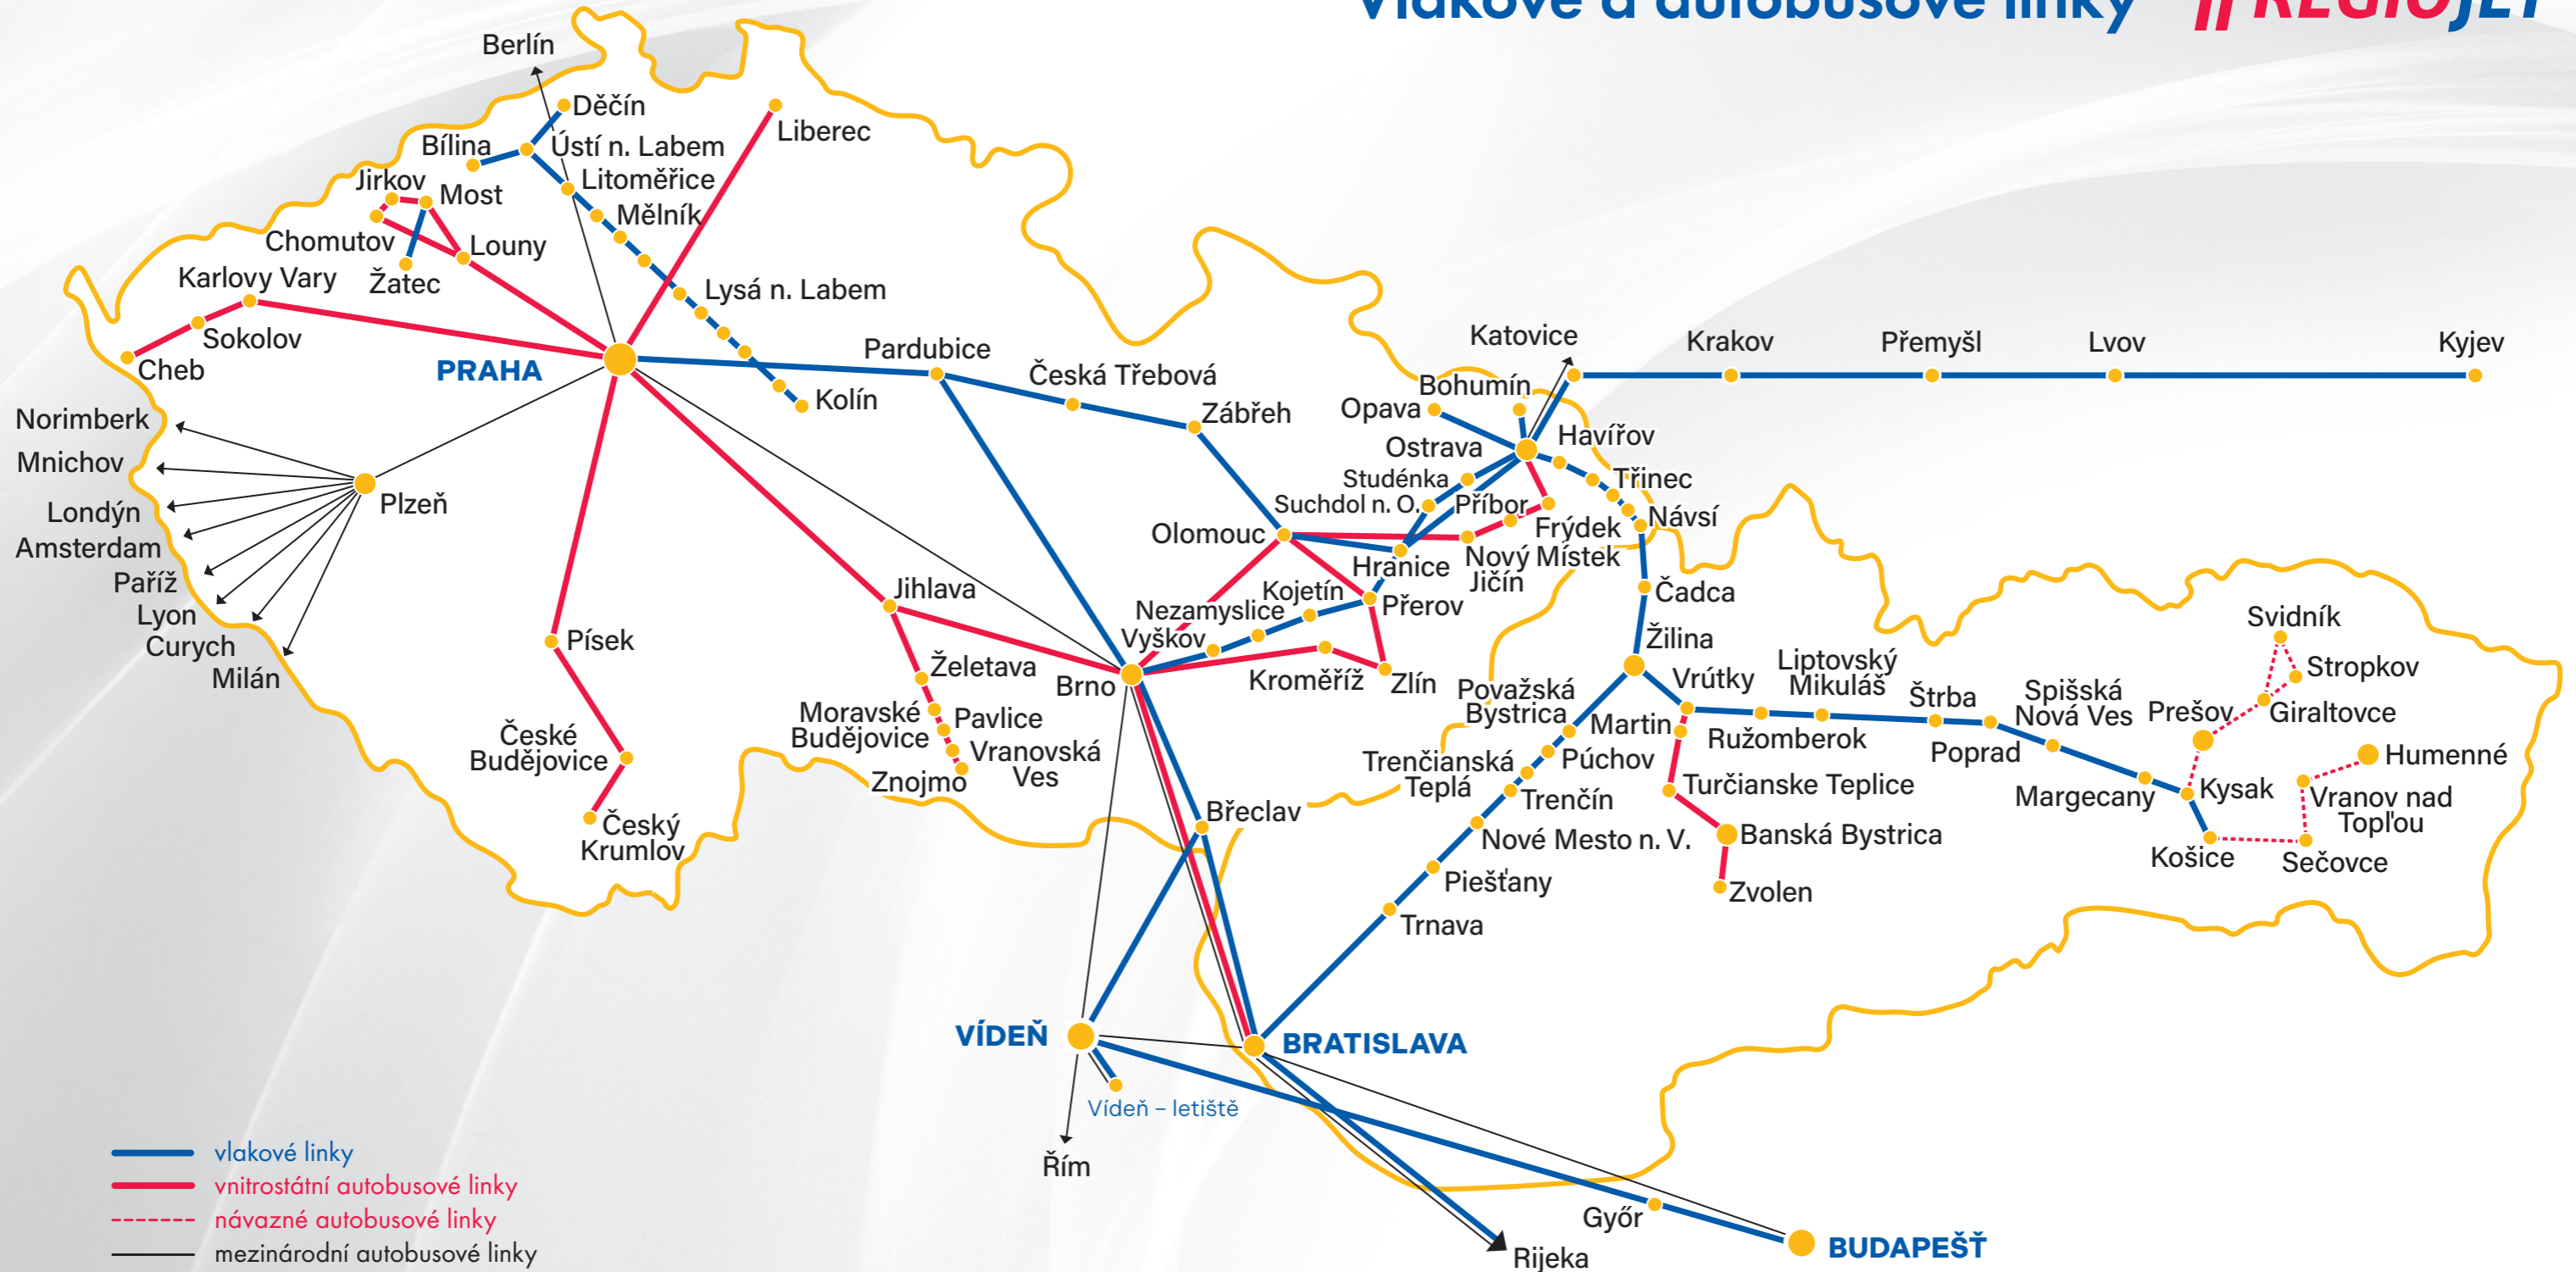 Vlakové a autobusové linky
REGIOJET
Berlín
Děčín
Liberec
Bílina
Ústí n. Labem
Jirkov
Litoměřice
Most
Mělník
Chomutov
Louny
Žatec
Karlovy Vary
Lysá n. Labem
Sokolov
Cheb
PRAHA
Kolín
Pardubice
Česká Třebová
Zábřeh
Katovice
Krakov
Přemyšl
Lvov
Kyjev
Bohumín
Opava
Ostrava
Havířov
Studénka
Třinec
Suchdol n. O.
Příbor
Návsí
Frýdek
Místek
Olomouc
Hranice
Nový
Jičín
Čadca
Norimberk
Mnichov
Londýn
Amsterdam
Paříž
Lyon
Curych
Milán
Plzeň
Jihlava
Nezamyslice
Kojetín
Přerov
Vyškov
Písek
Želetava
Brno
Kroměříž
Zlín
Žilina
Moravské
Budějovice
Pavlice
Vranovská
Ves
Znojmo
České
Budějovice
Český
Krumlov
Považská
Bystrica
Vrútky
Liptovský
Mikuláš
Štrba
Spišská
Nová Ves
Prešov
Svidník
Stropkov
Giraltovce
Martin
Ružomberok
Poprad
Humenné
Púchov
Trenčianská
Teplá
Turčianske Teplice
Margecany
Kysak
Vranov nad
Topľou
Trenčín
Břeclav
Nové Mesto n. V.
Banská Bystrica
Košice
Sečovce
Piešťany
Zvolen
Trnava
VÍDEŇ
BRATISLAVA
Vídeň – letiště
Řím
Győr
Rijeka
BUDAPEŠŤ
vlakové linky
vnitrostátní autobusové linky
návazné autobusové linky
mezinárodní autobusové linky